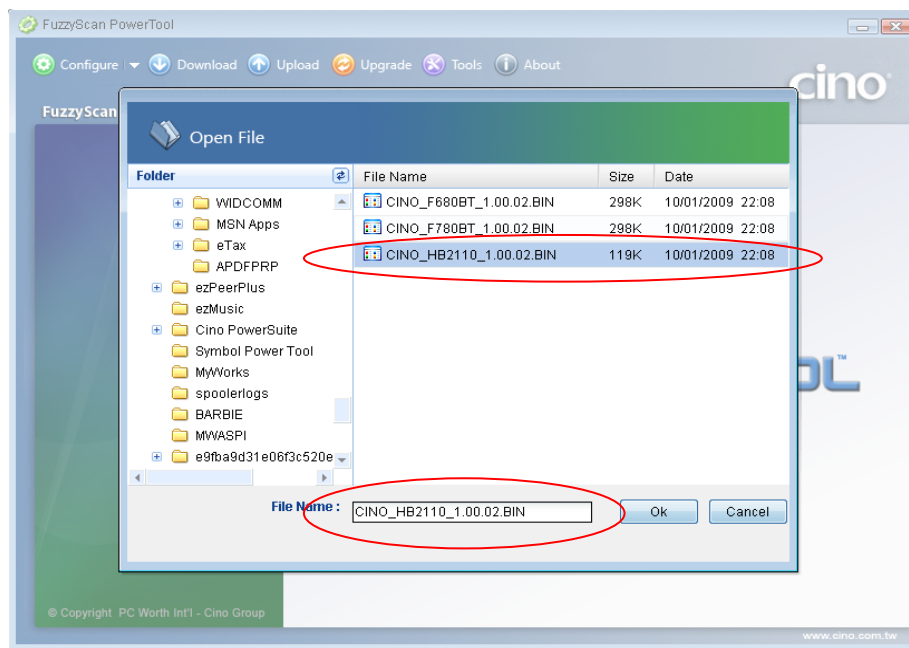 FuzzyScan PowerTool
Configure Download Upload Upgrade Tools About
cino
FuzzyScan
Open File
Folder
File Name Size Date
WIDCOMM
MSN Apps
eTax
APDFPRP
ezPeerPlus
ezMusic
Cino PowerSuite
Symbol Power Tool
MyWorks
spoolerlogs
BARBIE
MWASPI
e9fba9d31e06f3c520e
CINO_F680BT_1.00.02.BIN 298K 10/01/2009 22:08
CINO_F780BT_1.00.02.BIN 298K 10/01/2009 22:08
CINO_HB2110_1.00.02.BIN 119K 10/01/2009 22:08
OL™
File Name : CINO_HB2110_1.00.02.BIN Ok Cancel
© Copyright PC Worth Int'l - Cino Group
www.cino.com.tw